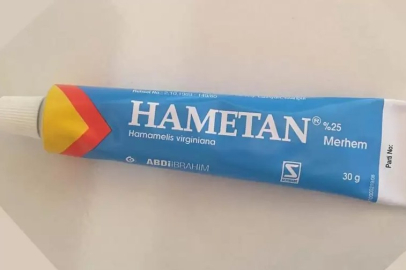 HAMETAN®
%25
Hamamelis virginiana
Merhem
ABDİİBRAHİM
30 g
Parti No: